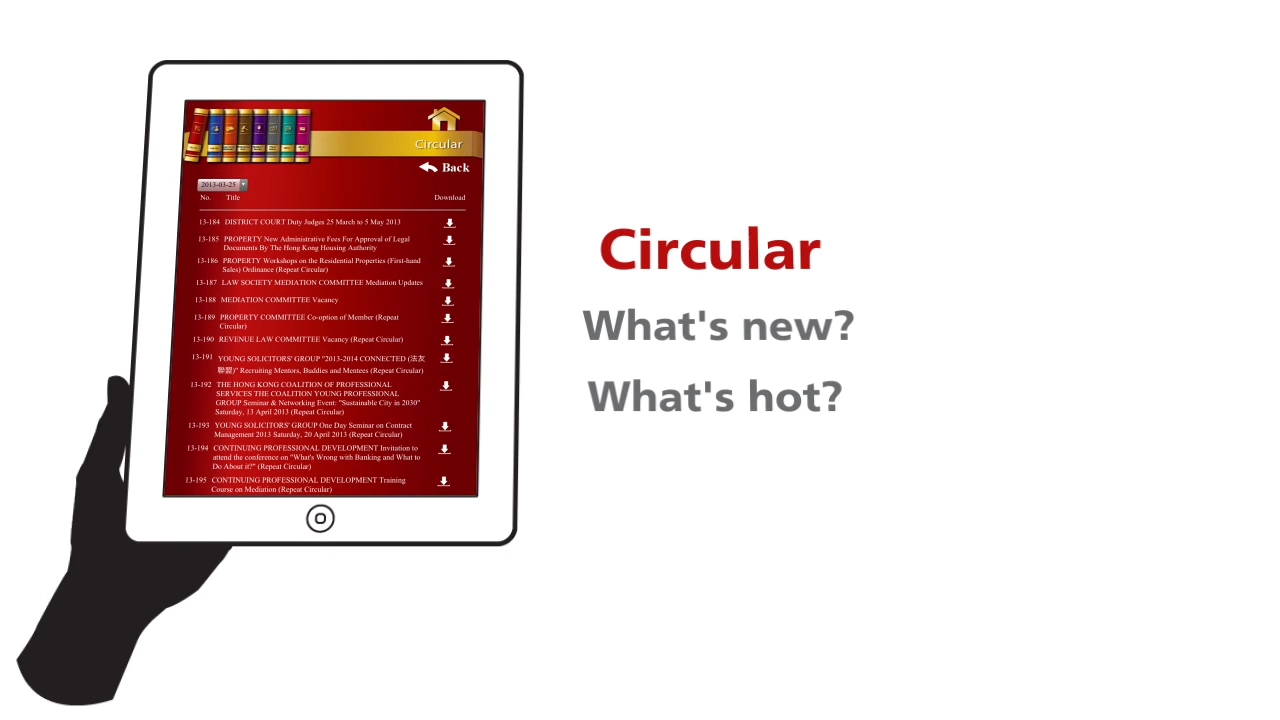 Circular
Back
2013-03-25
No. Title Download
13-184 DISTRICT COURT Duty Judges 25 March to 5 May 2013
13-185 PROPERTY New Administrative Fees For Approval of Legal
Documents By The Hong Kong Housing Authority
13-186 PROPERTY Workshops on the Residential Properties (First-hand
Sales) Ordinance (Repeat Circular)
13-187 LAW SOCIETY MEDIATION COMMITTEE Mediation Updates
13-188 MEDIATION COMMITTEE Vacancy
13-189 PROPERTY COMMITTEE Co-option of Member (Repeat
Circular)
13-190 REVENUE LAW COMMITTEE Vacancy (Repeat Circular)
13-191 YOUNG SOLICITORS' GROUP "2013-2014 CONNECTED (法友
聯盟)" Recruiting Mentors, Buddies and Mentees (Repeat Circular)
13-192 THE HONG KONG COALITION OF PROFESSIONAL
SERVICES THE COALITION YOUNG PROFESSIONAL
GROUP Seminar & Networking Event: "Sustainable City in 2030"
Saturday, 13 April 2013 (Repeat Circular)
13-193 YOUNG SOLICITORS' GROUP One Day Seminar on Contract
Management 2013 Saturday, 20 April 2013 (Repeat Circular)
13-194 CONTINUING PROFESSIONAL DEVELOPMENT Invitation to
attend the conference on "What's Wrong with Banking and What to
Do About it?" (Repeat Circular)
13-195 CONTINUING PROFESSIONAL DEVELOPMENT Training
Course on Mediation (Repeat Circular)
Circular
What's new?
What's hot?